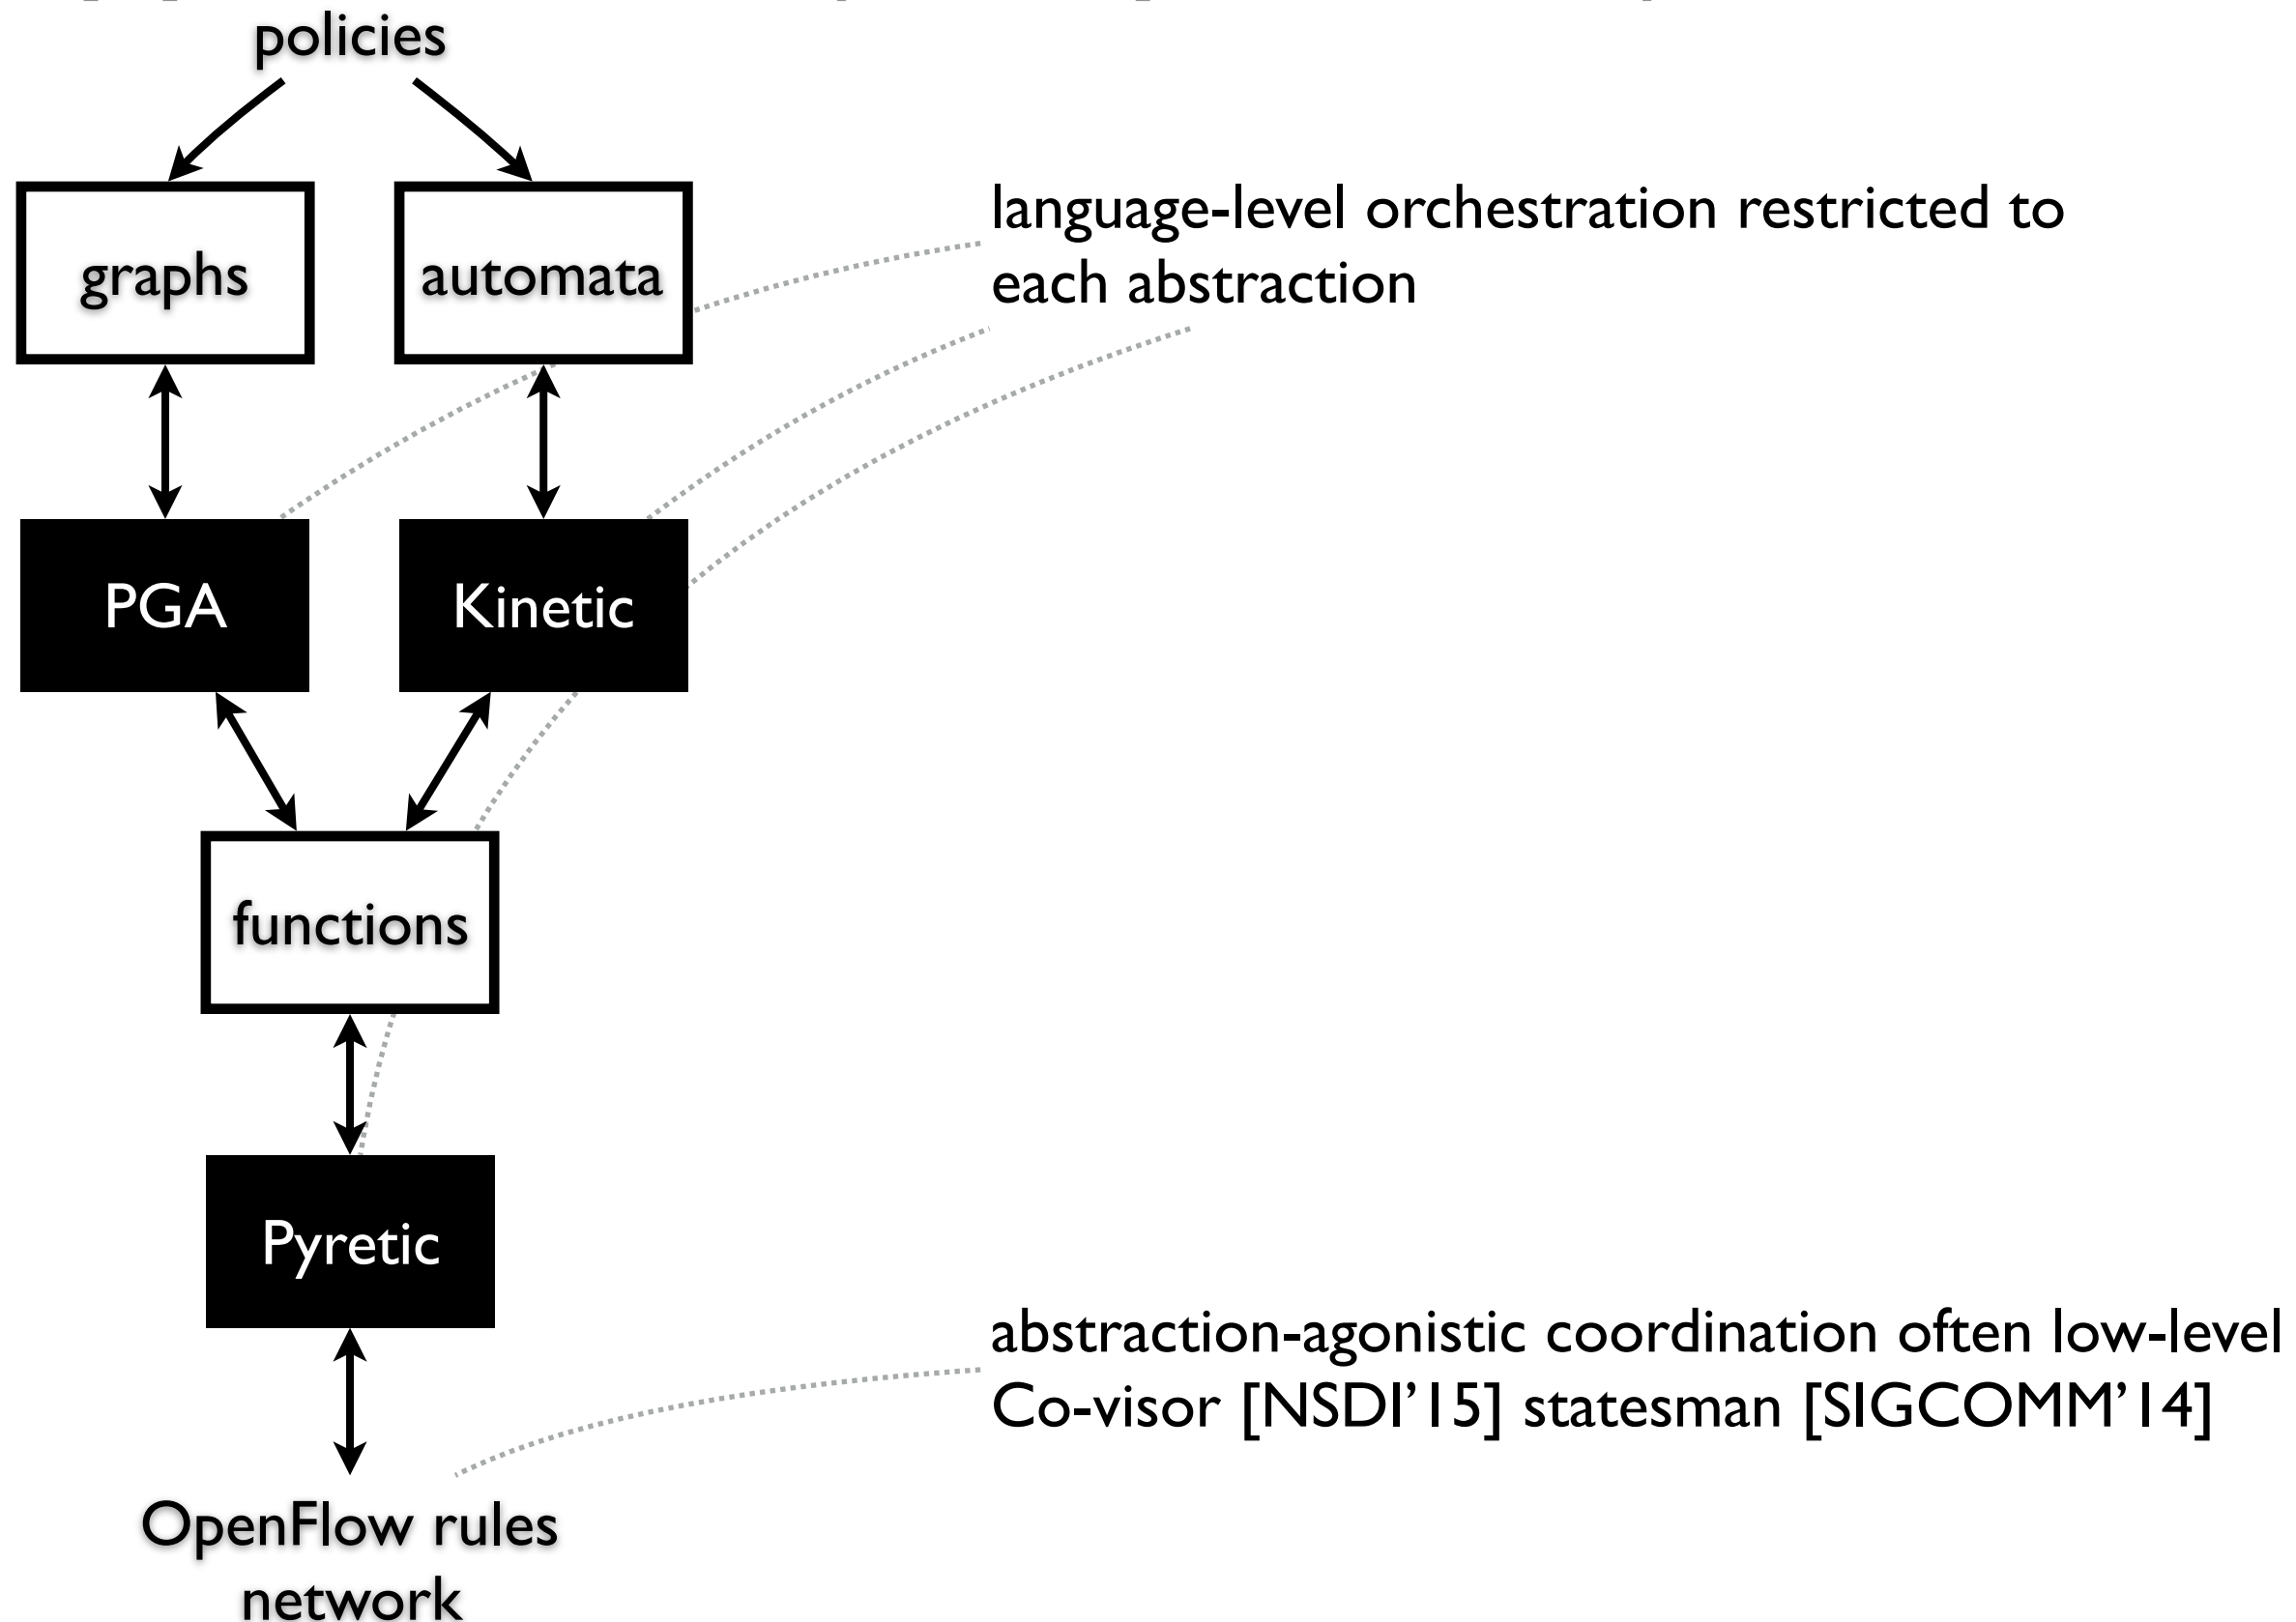 policies
graphs
automata
language-level orchestration restricted to
each abstraction
PGA
Kinetic
functions
Pyretic
abstraction-agonistic coordination often low-level
Co-visor [NSDI’15] statesman [SIGCOMM’14]
OpenFlow rules
network